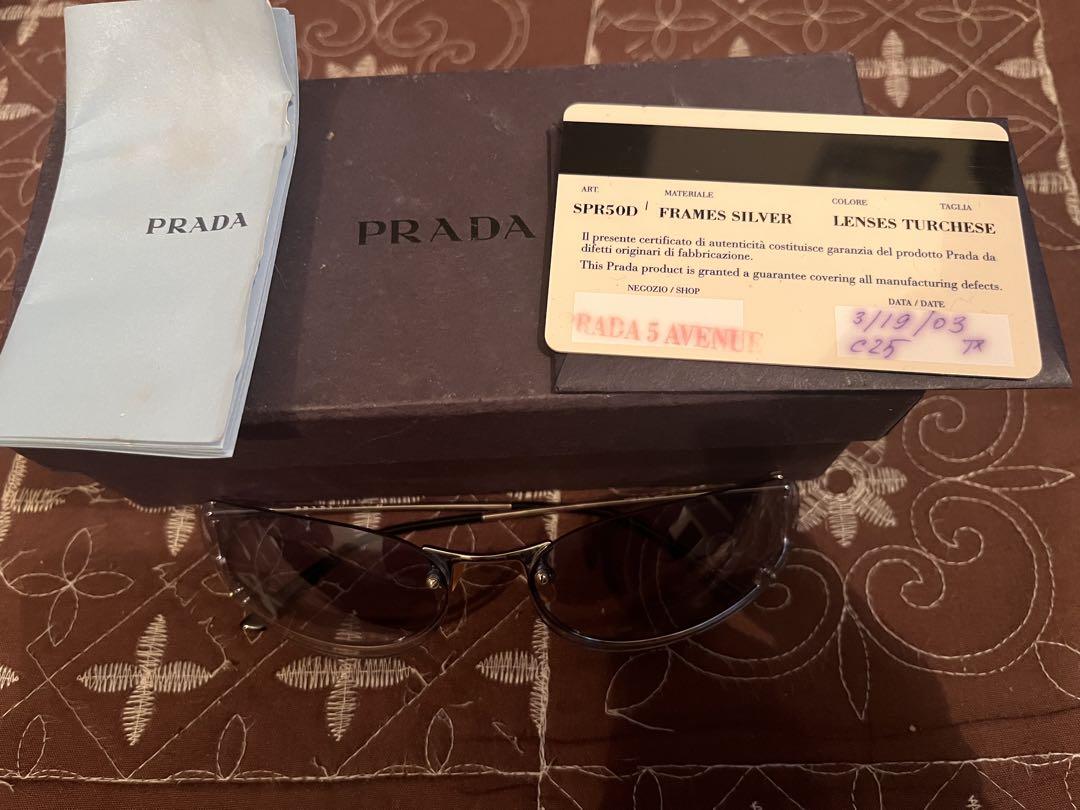 PRADA
PRADA
ART. MATERIALE COLORE TAGLIA
SPR50D FRAMES SILVER LENSES TURCHESE
Il presente certificato di autenticità costituisce garanzia del prodotto Prada da
difetti originari di fabbricazione.
This Prada product is granted a guarantee covering all manufacturing defects.
NEGOZIO / SHOP DATA / DATE
PRADA 5 AVENUE 3/19/03
C25